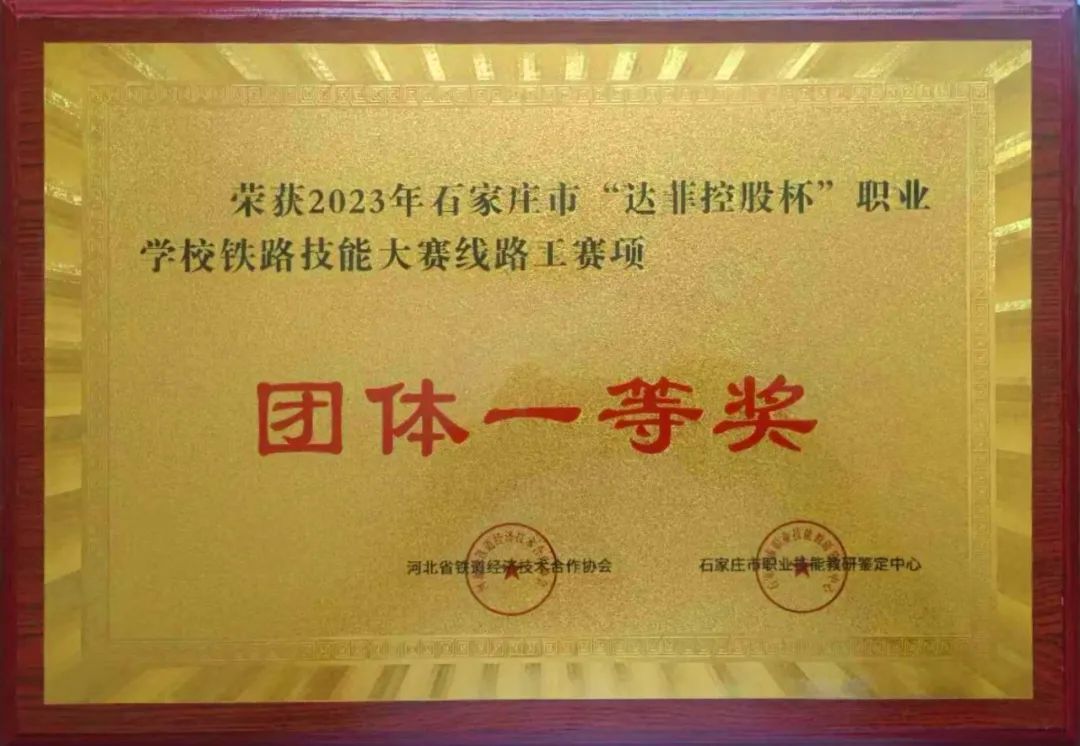 荣获2023年石家庄市“达菲控股杯”职业
学校铁路技能大赛线路工赛项
团体一等奖
河北省铁道经济技术合作协会
石家庄市职业技能教研鉴定中心